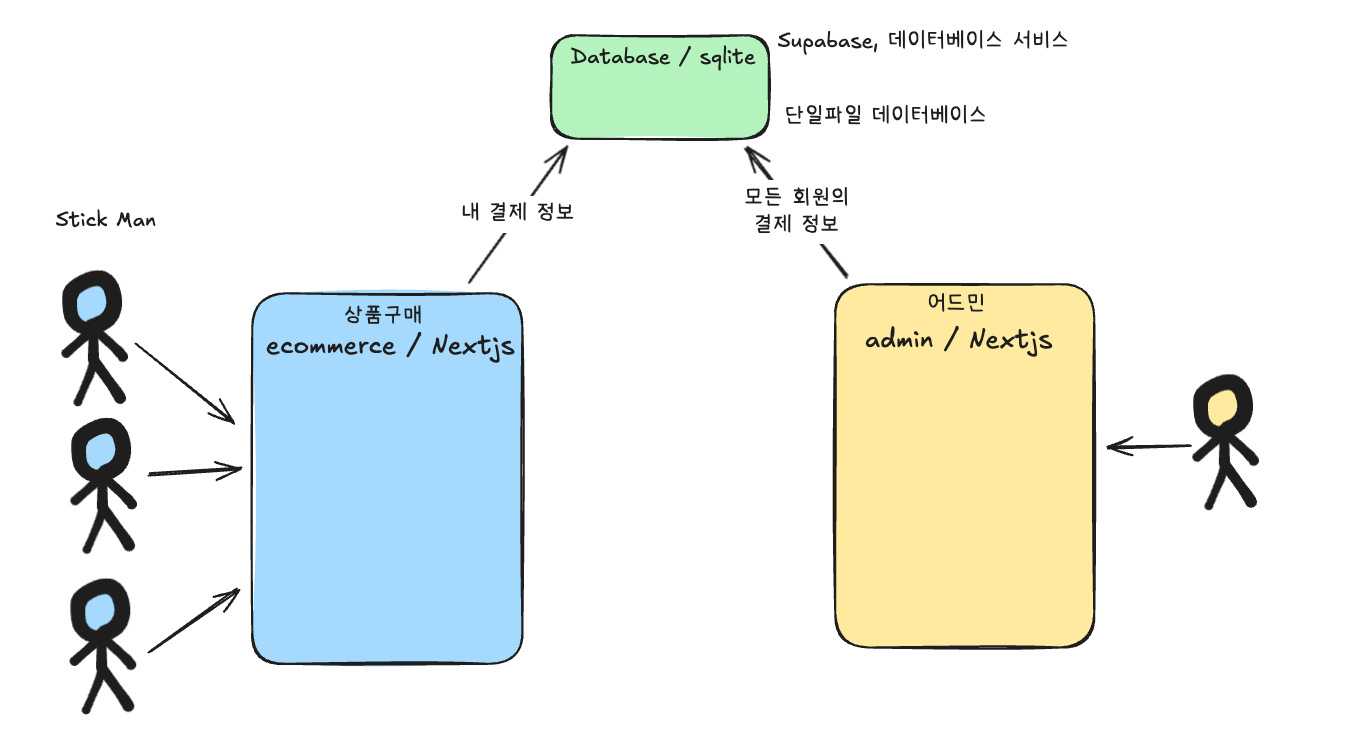 Database / sqlite
Supabase, 데이터베이스 서비스
단일파일 데이터베이스
Stick Man
내 결제 정보
모든 회원의
결제 정보
상품구매
ecommerce / Nextjs
어드민
admin / Nextjs